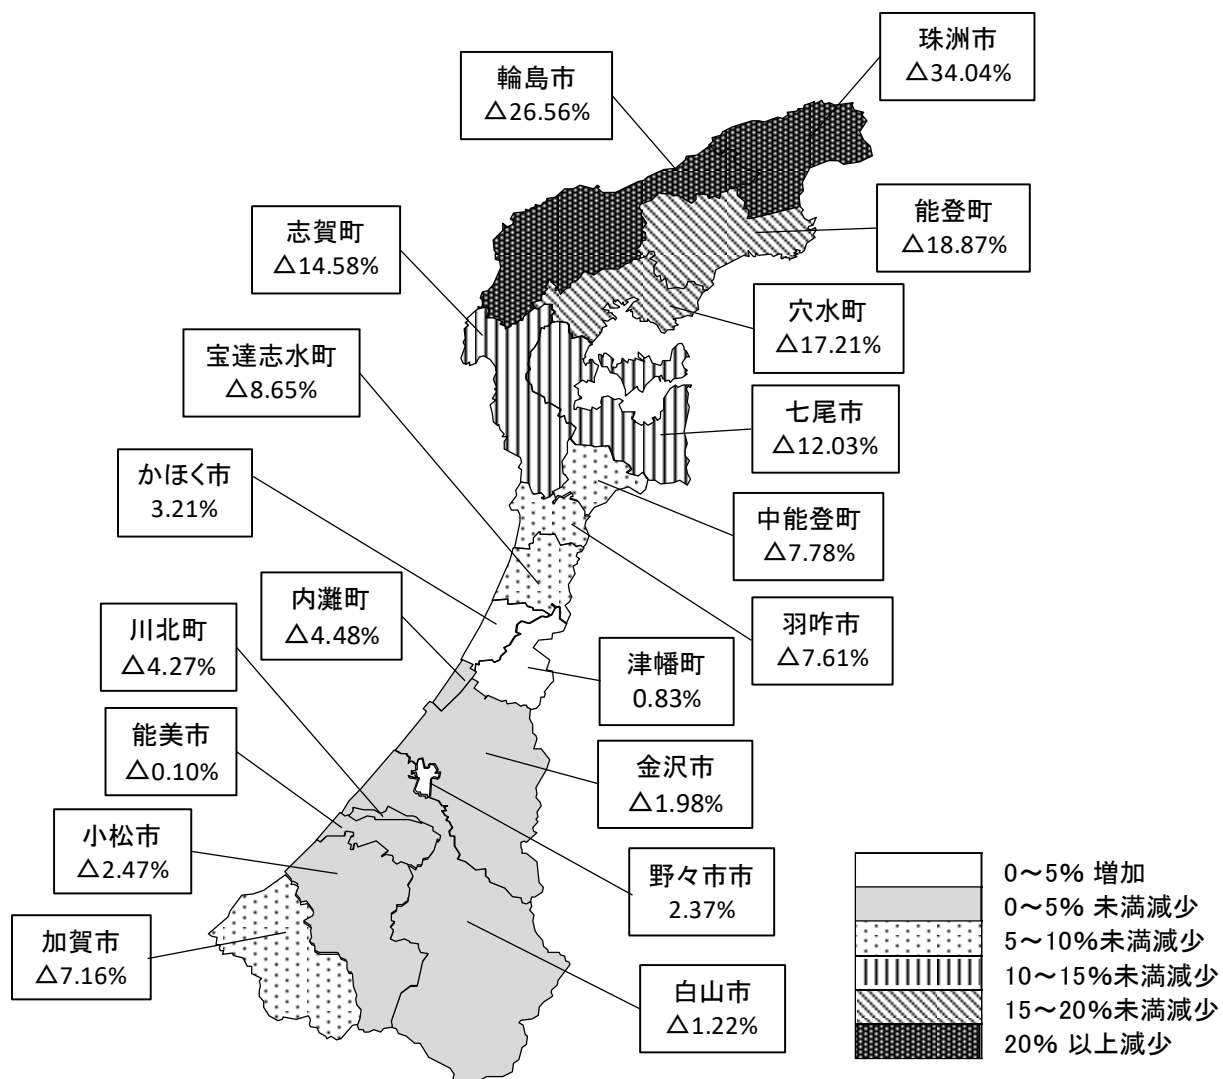 珠洲市
△34.04%
輪島市
△26.56%
能登町
△18.87%
志賀町
△14.58%
穴水町
△17.21%
宝達志水町
△8.65%
七尾市
△12.03%
かほく市
3.21%
中能登町
△7.78%
内灘町
△4.48%
羽咋市
△7.61%
川北町
△4.27%
津幡町
0.83%
能美市
△0.10%
金沢市
△1.98%
小松市
△2.47%
野々市市
2.37%
加賀市
△7.16%
白山市
△1.22%
0～5% 増加
0～5% 未満減少
5～10%未満減少
10～15%未満減少
15～20%未満減少
20% 以上減少